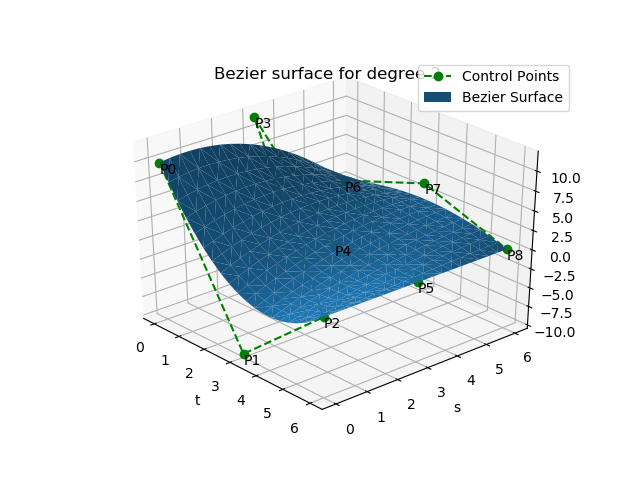 Bezier surface for degree
Control Points
Bezier Surface
P3
P0
P6
P7
P4
P8
P5
P2
P1
10.0
7.5
5.0
2.5
0.0
−2.5
−5.0
−7.5
−10.0
0
1
2
3
4
5
6
t
0
1
2
3
4
5
6
s